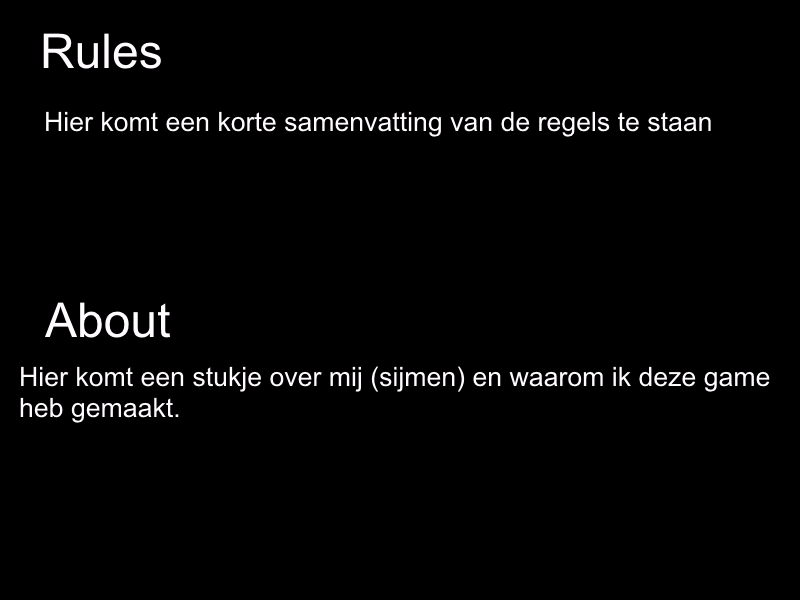 Rules
Hier komt een korte samenvatting van de regels te staan
About
Hier komt een stukje over mij (sijmen) en waarom ik deze game
heb gemaakt.